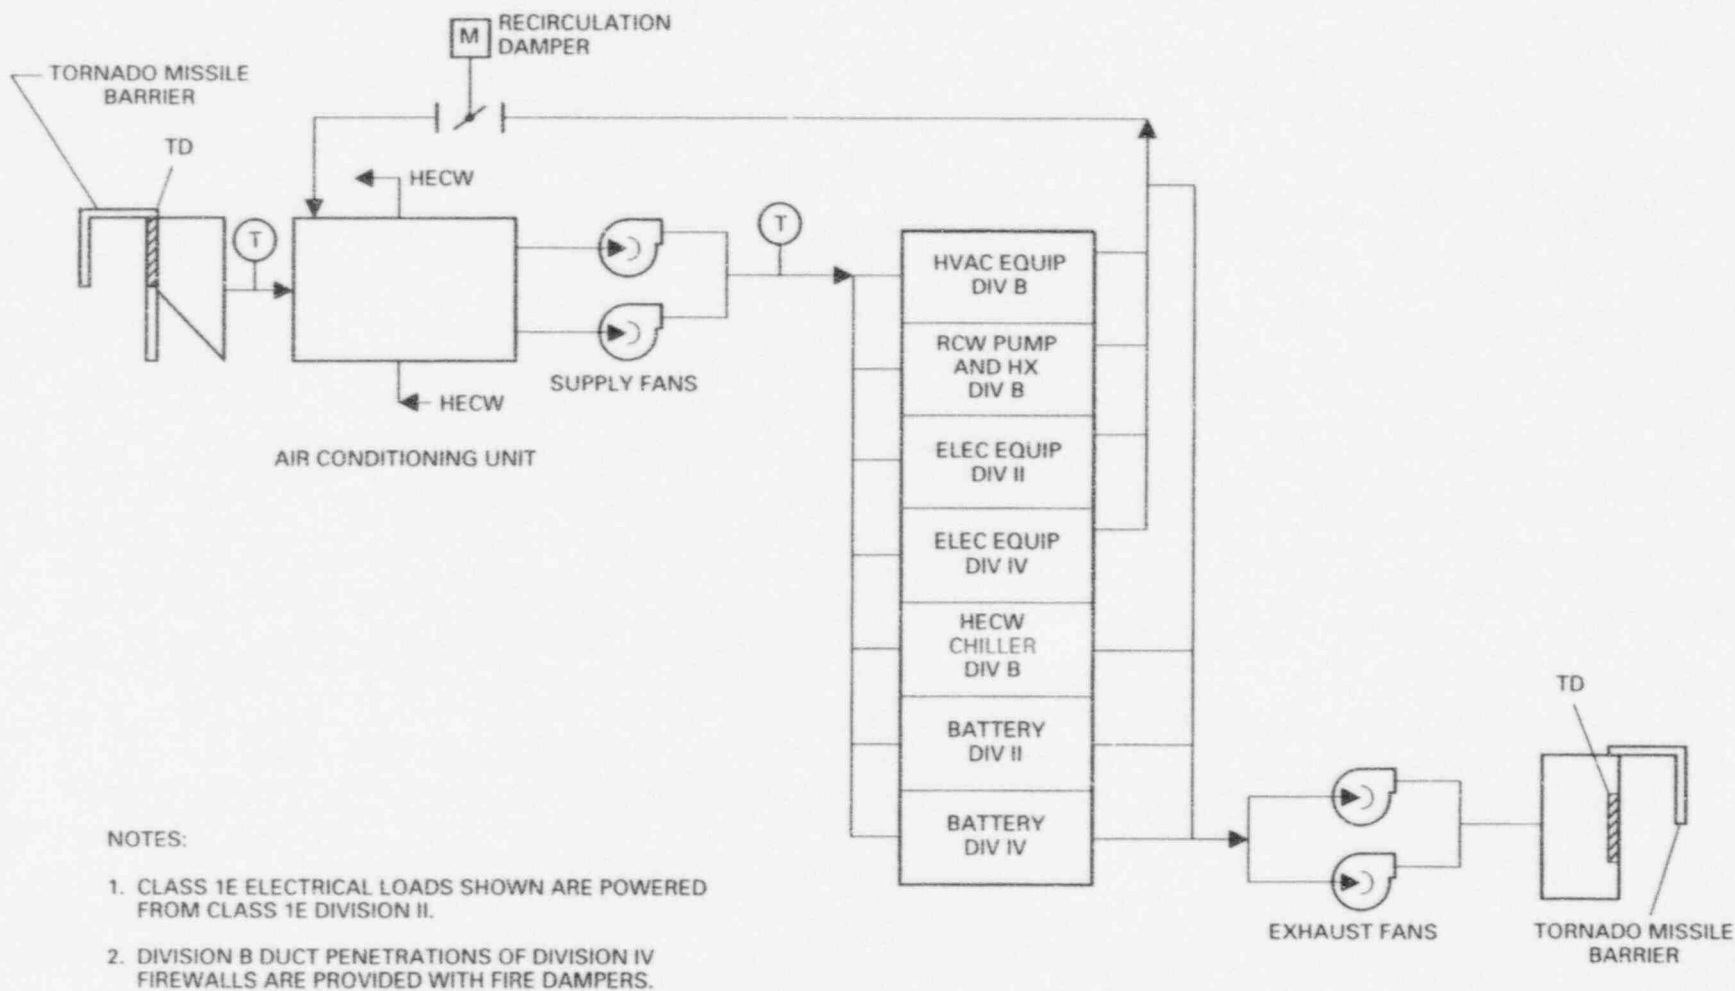 M
RECIRCULATION
DAMPER
TORNADO MISSILE
BARRIER
TD
HECW
T
T
HVAC EQUIP
DIV B
RCW PUMP
AND HX
DIV B
SUPPLY FANS
HECW
AIR CONDITIONING UNIT
ELEC EQUIP
DIV II
ELEC EQUIP
DIV IV
HECW
CHILLER
DIV B
BATTERY
DIV II
BATTERY
DIV IV
TD
EXHAUST FANS
TORNADO MISSILE
BARRIER
NOTES:
1. CLASS 1E ELECTRICAL LOADS SHOWN ARE POWERED
FROM CLASS 1E DIVISION II.
2. DIVISION B DUCT PENETRATIONS OF DIVISION IV
FIREWALLS ARE PROVIDED WITH FIRE DAMPERS.